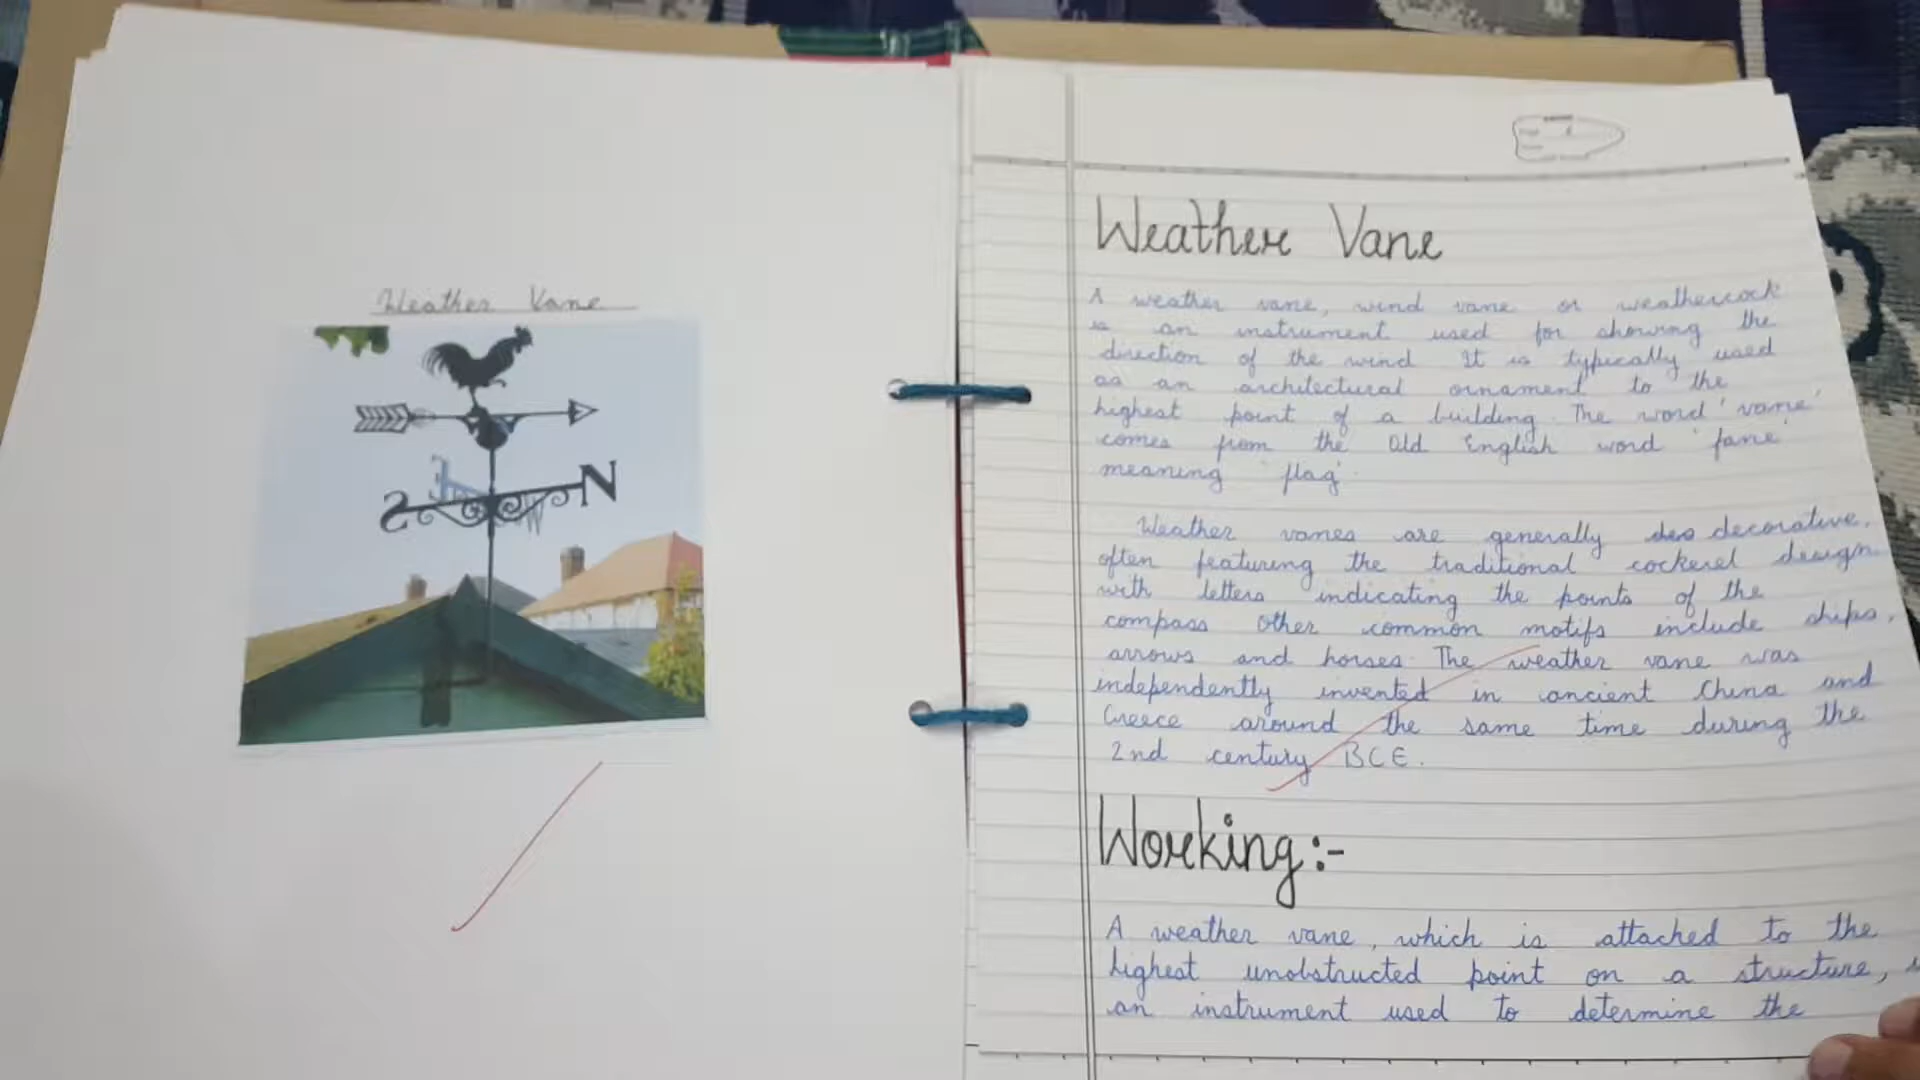 Weather Vane
S
N
W
Weather Vane
A weather vane, wind vane or weathercock
is an instrument used for showing the
direction of the wind It is typically used
as an architectural ornament to the
highest point of a building. The word 'vane'
comes from the Old English word 'fane'
meaning 'flag'.
Weather vanes are generally des decorative,
often featuring the traditional cockerel design
with letters indicating the points of the
compass Other common motifs include ships,
arrows and horses. The weather vane was
independently invented in ancient China and
Greece around the same time during the
2nd century BCE.
Working:-
A weather vane, which is attached to the
highest unobstructed point on a structure,
an instrument used to determine the